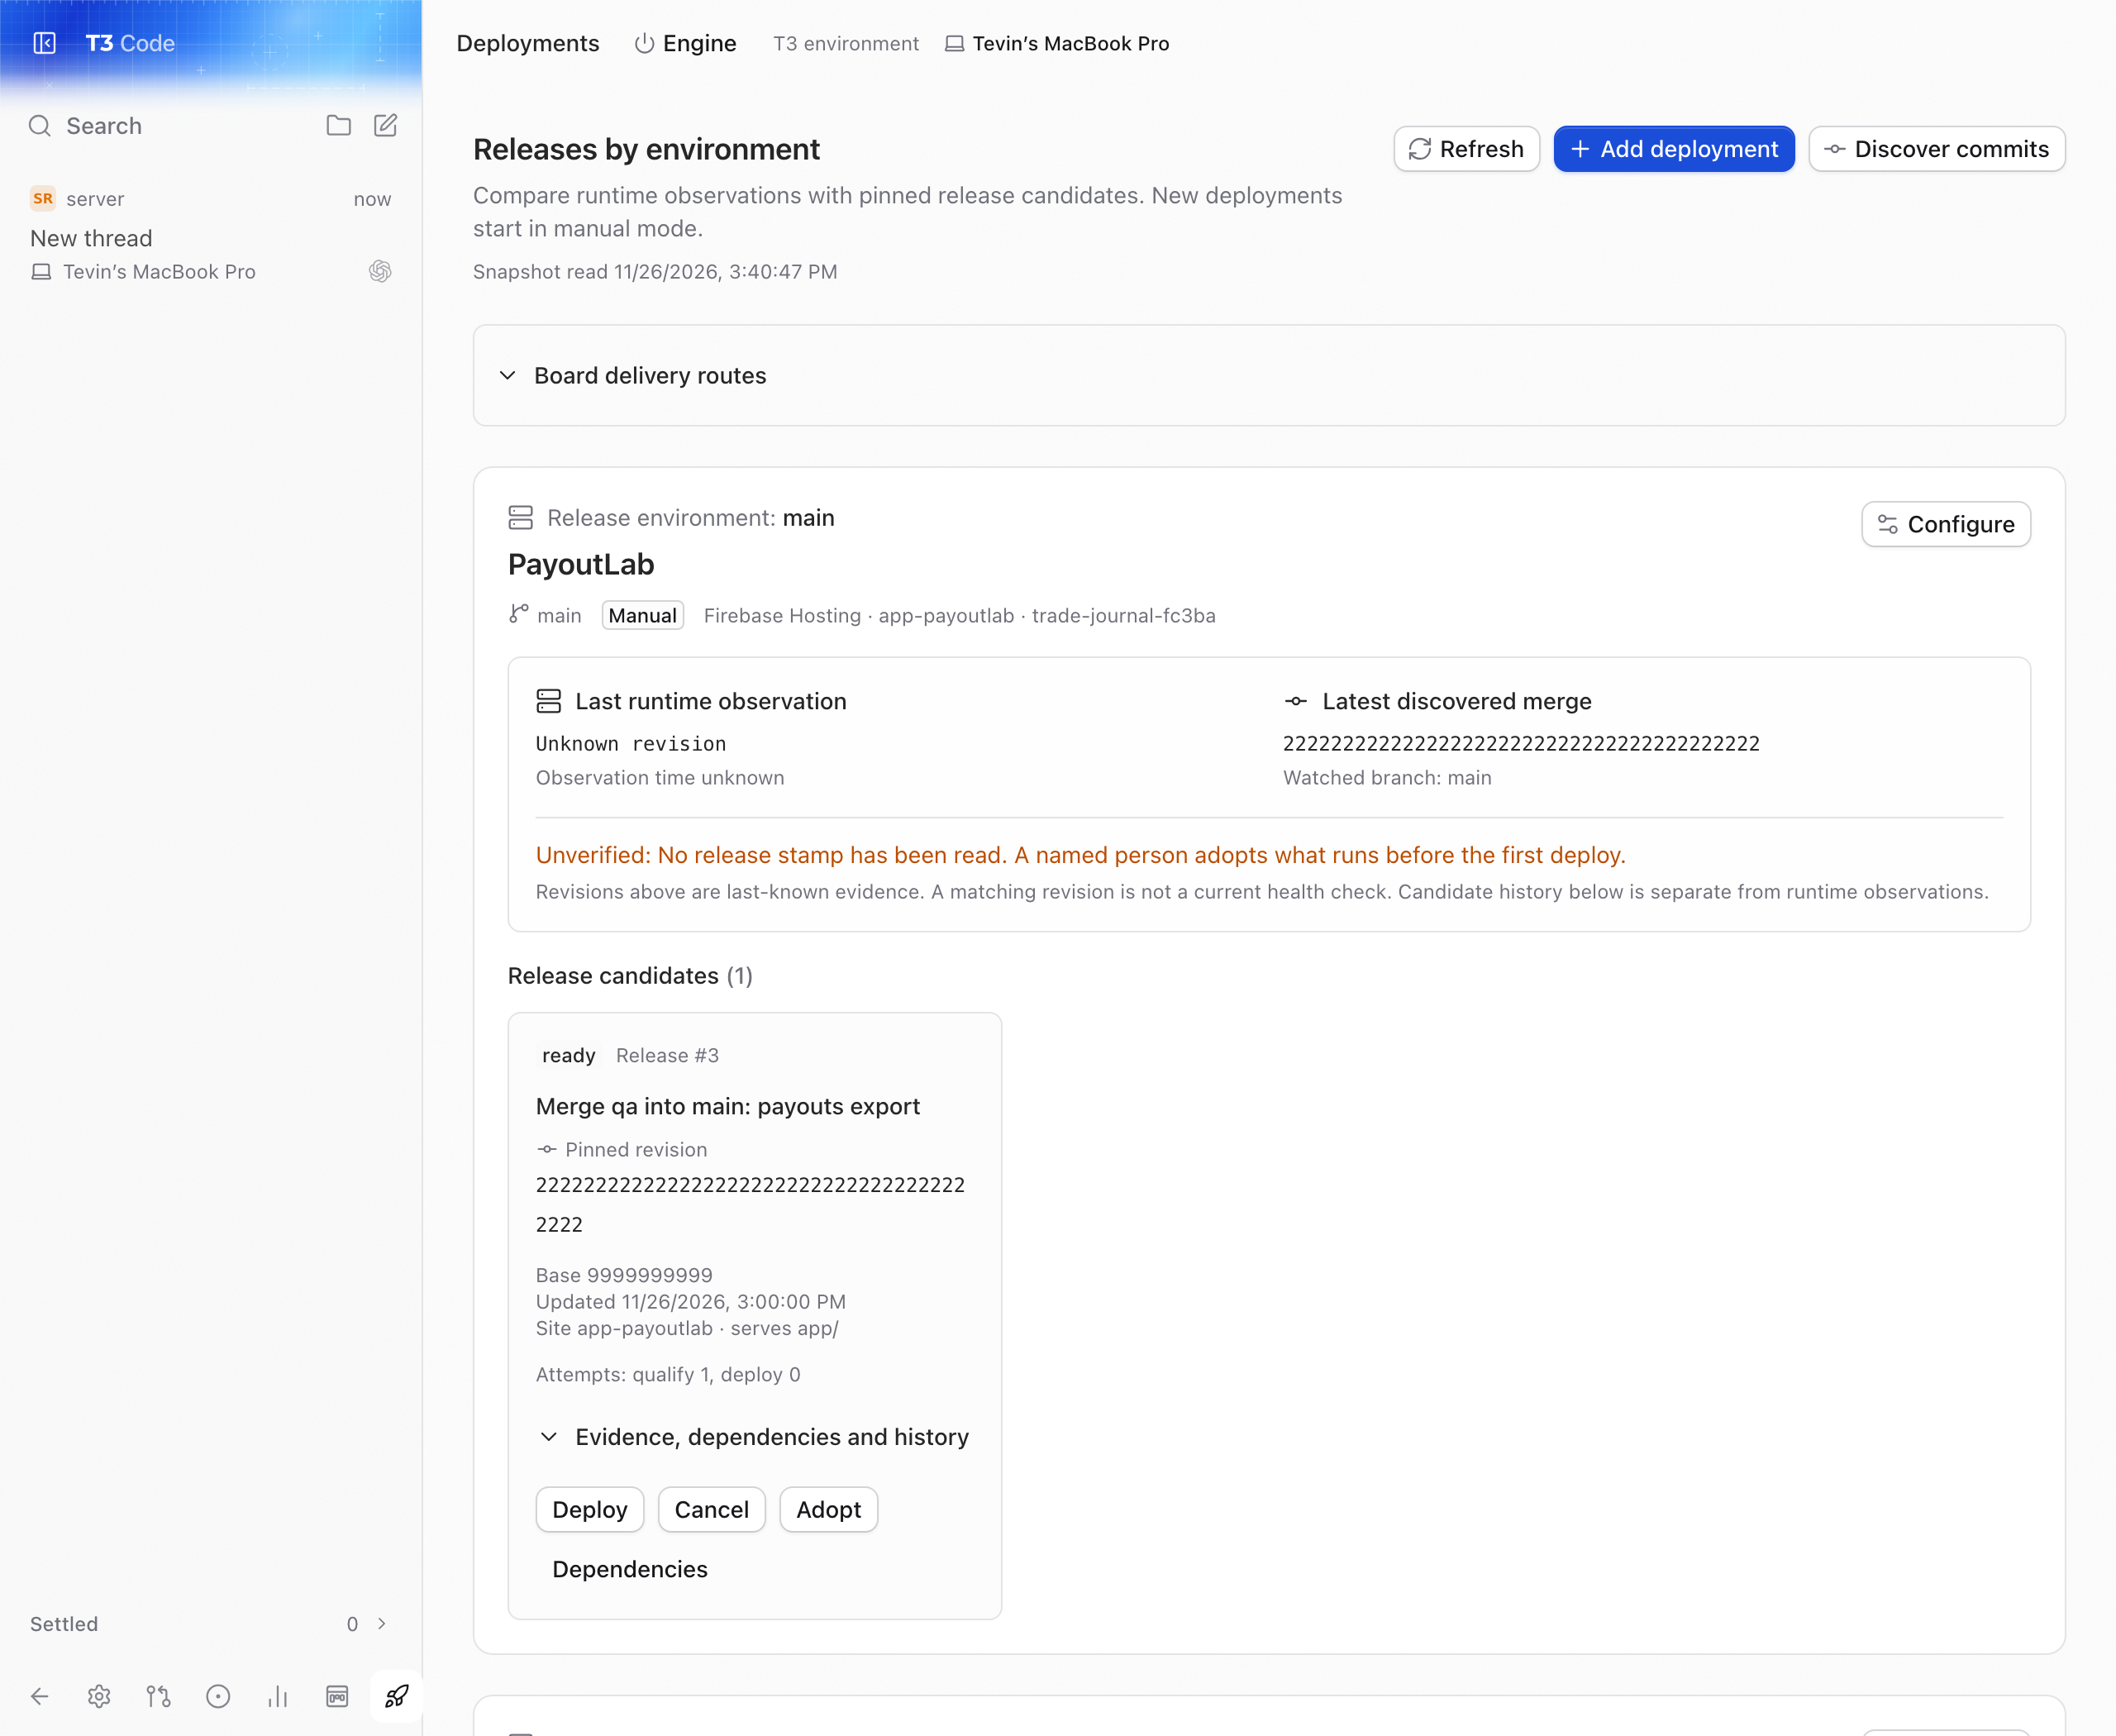 T3 Code
Search
SR server now
New thread
Tevin’s MacBook Pro
Settled 0
Deployments Engine T3 environment Tevin’s MacBook Pro
Releases by environment
Refresh + Add deployment Discover commits
Compare runtime observations with pinned release candidates. New deployments
start in manual mode.
Snapshot read 11/26/2026, 3:40:47 PM
Board delivery routes
Release environment: main
Configure
PayoutLab
main Manual Firebase Hosting · app-payoutlab · trade-journal-fc3ba
Last runtime observation
Unknown revision
Observation time unknown
Latest discovered merge
2222222222222222222222222222222222222222
Watched branch: main
Unverified: No release stamp has been read. A named person adopts what runs before the first deploy.
Revisions above are last-known evidence. A matching revision is not a current health check. Candidate history below is separate from runtime observations.
Release candidates (1)
ready Release #3
Merge qa into main: payouts export
Pinned revision
222222222222222222222222222222222222
2222
Base 9999999999
Updated 11/26/2026, 3:00:00 PM
Site app-payoutlab · serves app/
Attempts: qualify 1, deploy 0
Evidence, dependencies and history
Deploy Cancel Adopt
Dependencies